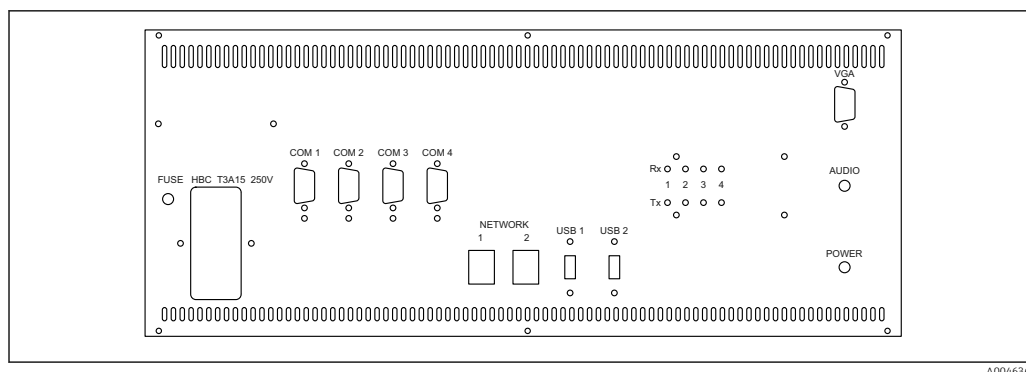 VGA
COM 1 COM 2 COM 3 COM 4
FUSE HBC T3A15 250V
Rx
AUDIO
1 2 3 4
Tx
NETWORK
1 2
USB 1 USB 2
POWER